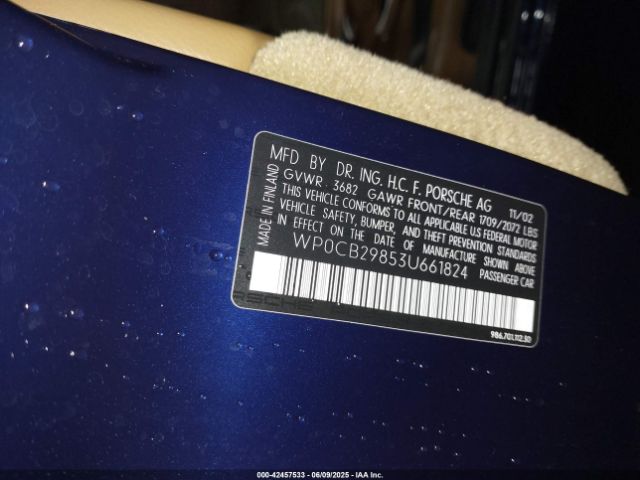 MFD BY DR. ING. H.C. F. PORSCHE AG 11/02
GVWR: 3682 GAWR FRONT/REAR 1709/2072 LBS
THIS VEHICLE CONFORMS TO ALL APPLICABLE US FEDERAL MOTOR
VEHICLE SAFETY, BUMPER, AND THEFT PREVENTION STANDARDS
IN EFFECT ON THE DATE OF MANUFACTURE SHOWN ABOVE
WP0CB29853U661824 PASSENGER CAR
MADE IN FINLAND
PORSCHE
986.701.112.50
000-42457533 - 06/09/2025 - IAA Inc.